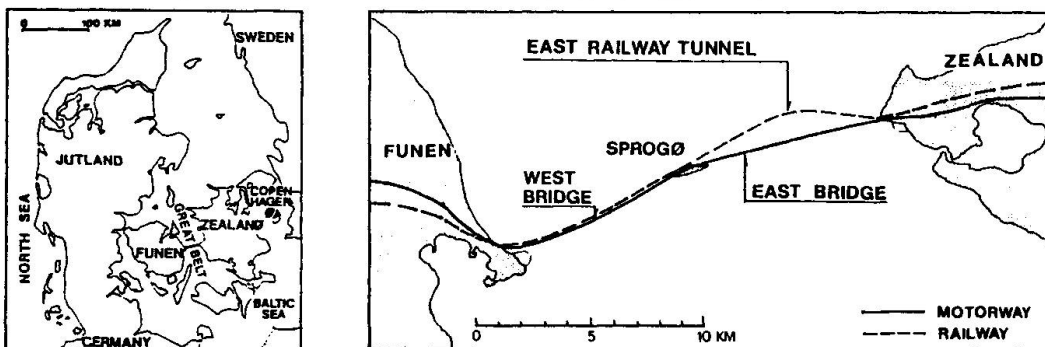 0 100 KM
SWEDEN
JUTLAND
NORTH SEA
COPEN
HAGEN
ZEALAND
GREAT BELT
FUNEN
BALTIC
SEA
GERMANY
EAST RAILWAY TUNNEL
ZEALAND
FUNEN
SPROGØ
WEST
BRIDGE
EAST BRIDGE
0 5 10 KM
MOTORWAY
RAILWAY